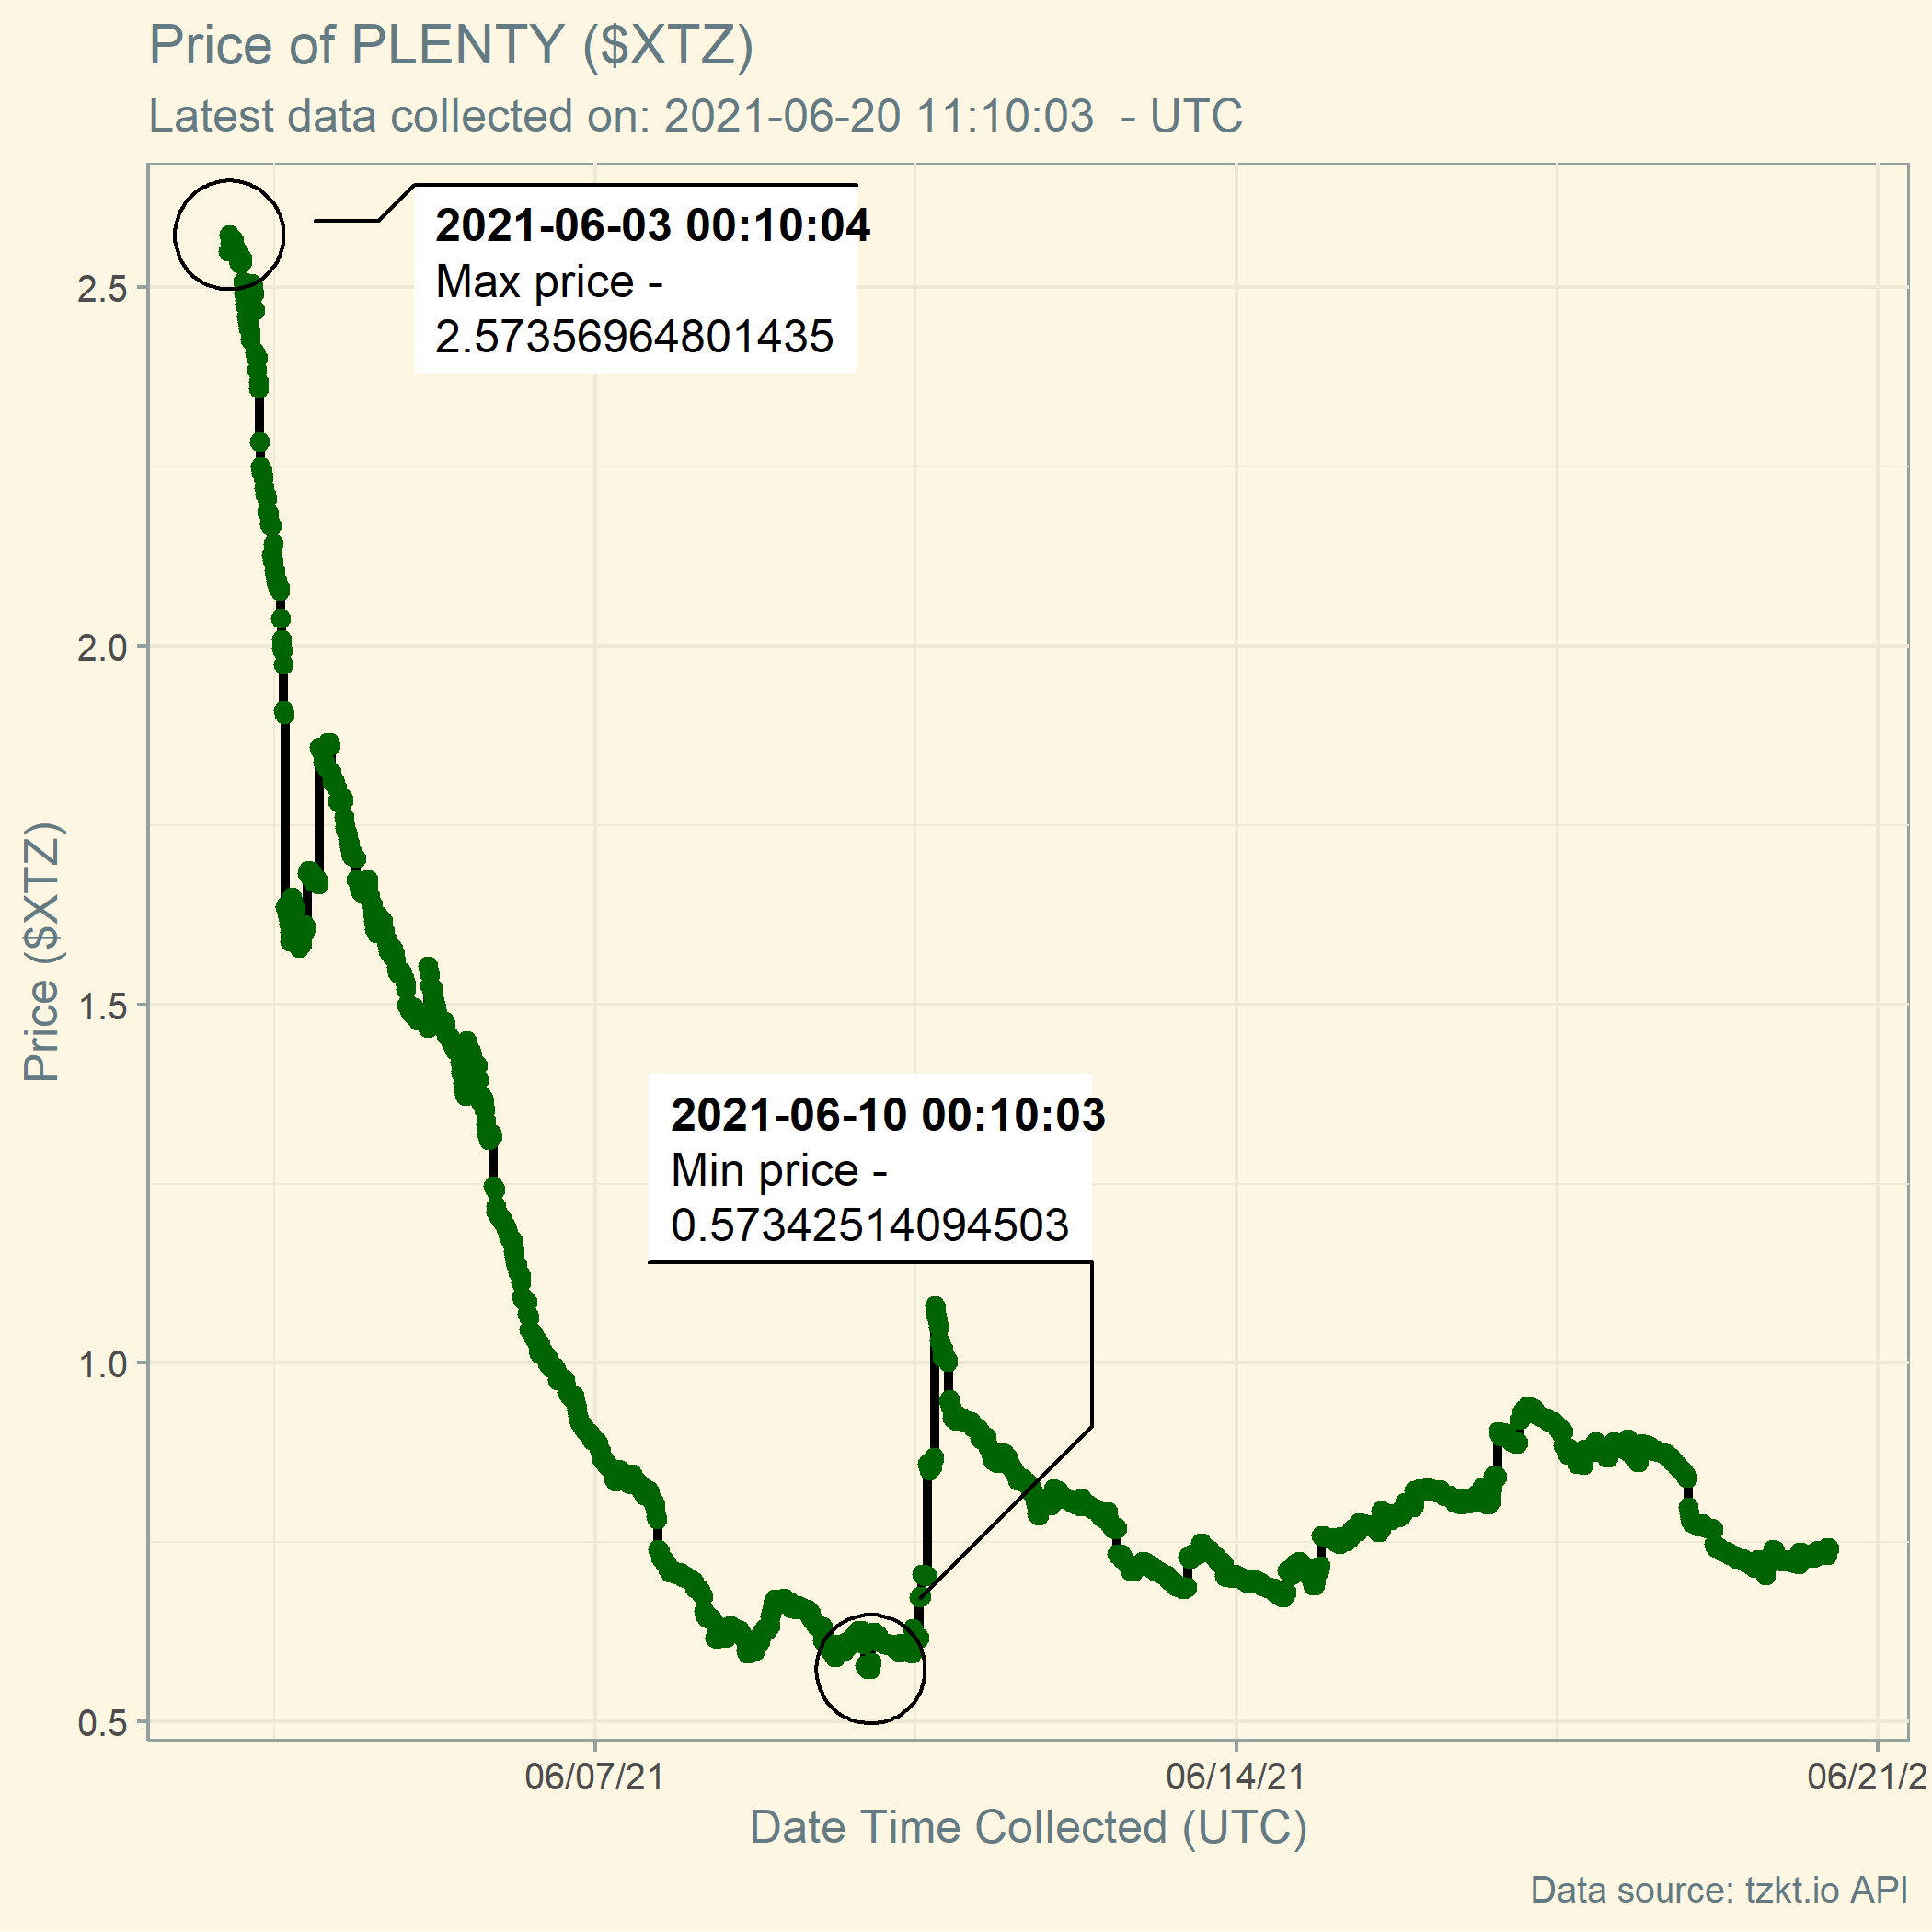 Price of PLENTY ($XTZ)
Latest data collected on: 2021-06-20 11:10:03  - UTC
2021-06-03 00:10:04
Max price -
2.57356964801435
2.5
2.0
1.5
1.0
0.5
Price ($XTZ)
2021-06-10 00:10:03
Min price -
0.57342514094503
06/07/21
06/14/21
06/21/2
Date Time Collected (UTC)
Data source: tzkt.io API